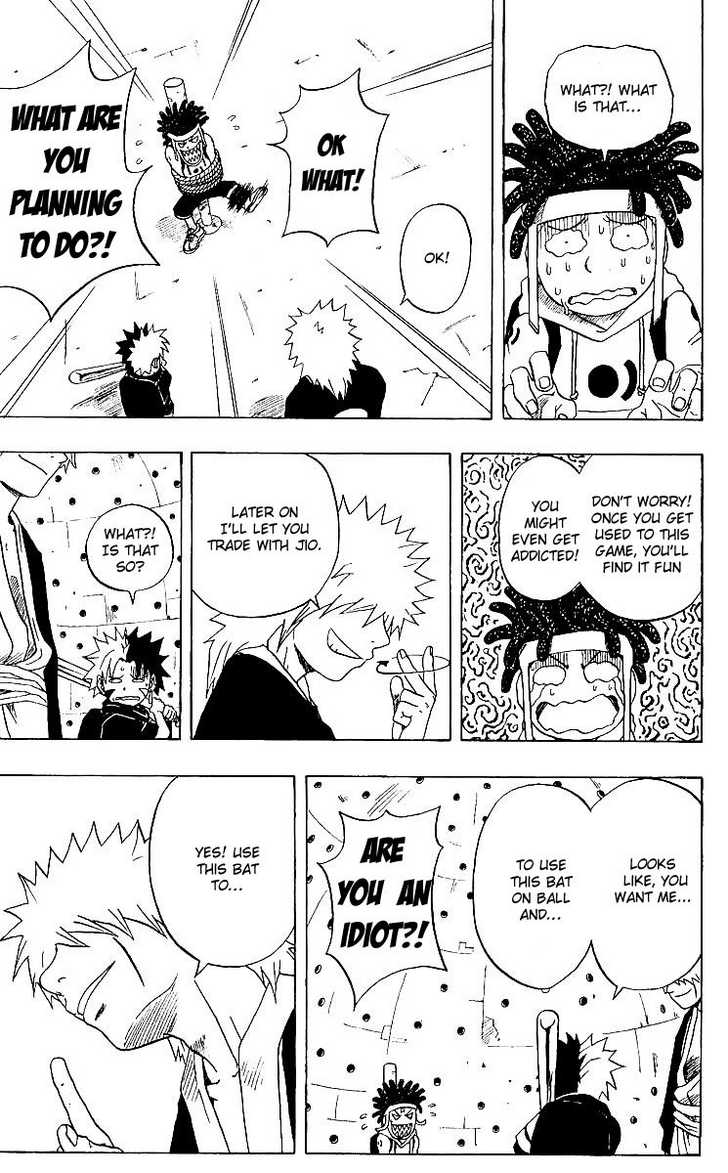 WHAT?! WHAT
IS THAT...
OK
WHAT!
OK!
WHAT ARE
YOU
PLANNING
TO DO?!
DON'T WORRY!
ONCE YOU GET
USED TO THIS
GAME, YOU'LL
FIND IT FUN
YOU
MIGHT
EVEN GET
ADDICTED!
LATER ON
I'LL LET YOU
TRADE WITH JIO.
WHAT?!
IS THAT
SO?
LOOKS
LIKE, YOU
WANT ME...
TO USE
THIS BAT
ON BALL
AND...
ARE
YOU AN
IDIOT?!
YES! USE
THIS BAT
TO...